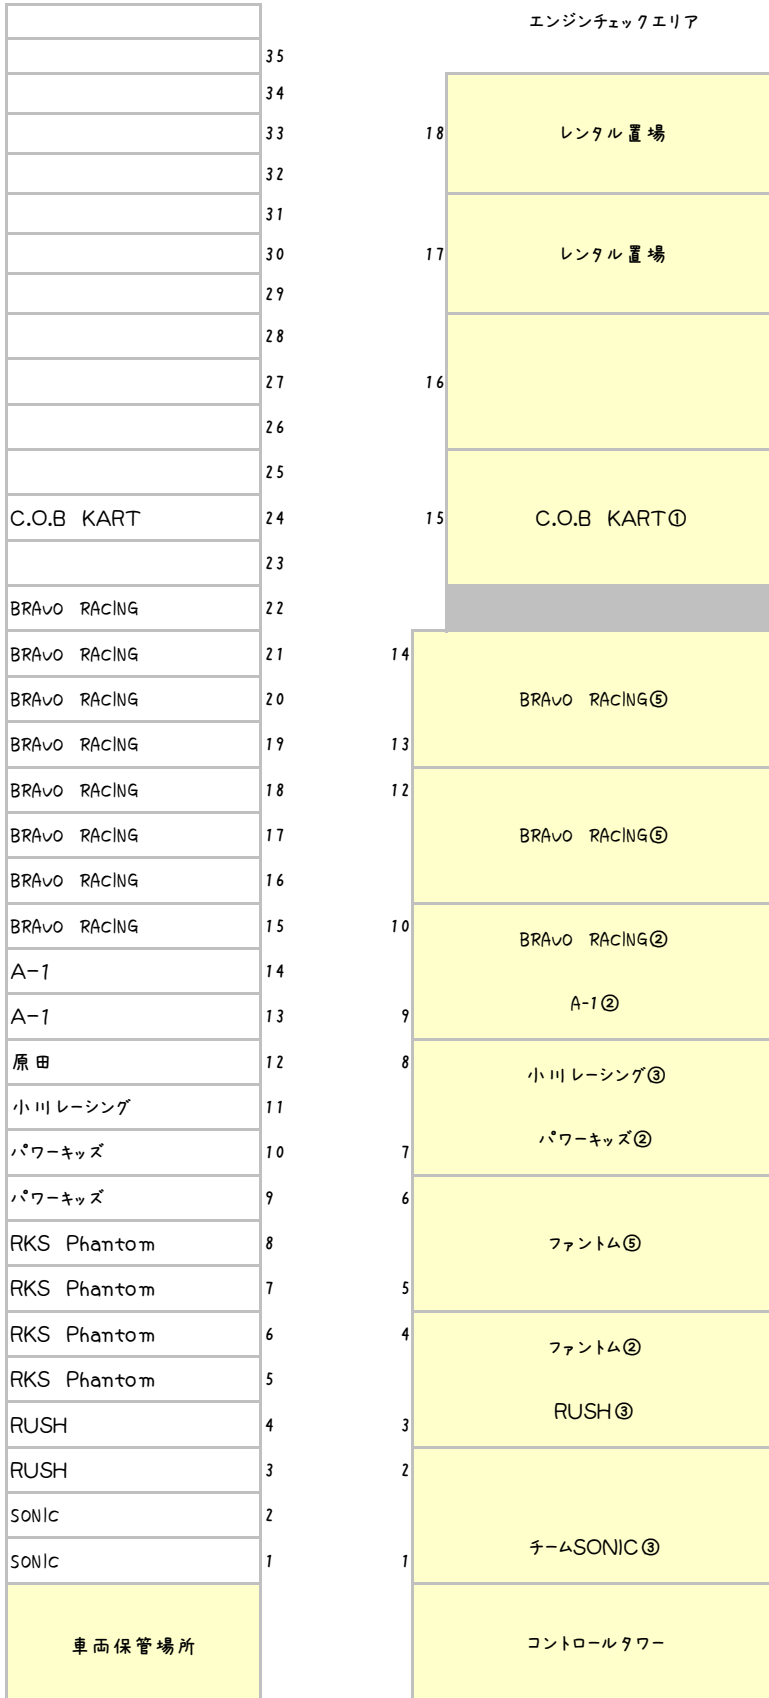 エンジンチェックエリア
35
34
33
18 レンタル置場
32
31
30
17 レンタル置場
29
28
27
16
26
25
C.O.B KART 24
15 C.O.B KART①
23
BRAVO RACING 22
BRAVO RACING 21
14
BRAVO RACING 20
BRAVO RACING⑤
BRAVO RACING 19
13
BRAVO RACING 18
12
BRAVO RACING 17
BRAVO RACING⑤
BRAVO RACING 16
BRAVO RACING 15
10
BRAVO RACING②
A-1 14
A-1②
A-1 13
9
原田 12
8
小川レーシング③
小川レーシング 11
パワーキッズ②
パワーキッズ 10
7
パワーキッズ 9
6
RKS Phantom 8
ファントム⑤
RKS Phantom 7
5
RKS Phantom 6
4
ファントム②
RKS Phantom 5
RUSH③
RUSH 4
3
RUSH 3
2
SONIC 2
チームSONIC③
SONIC 1
1
車両保管場所
コントロールタワー